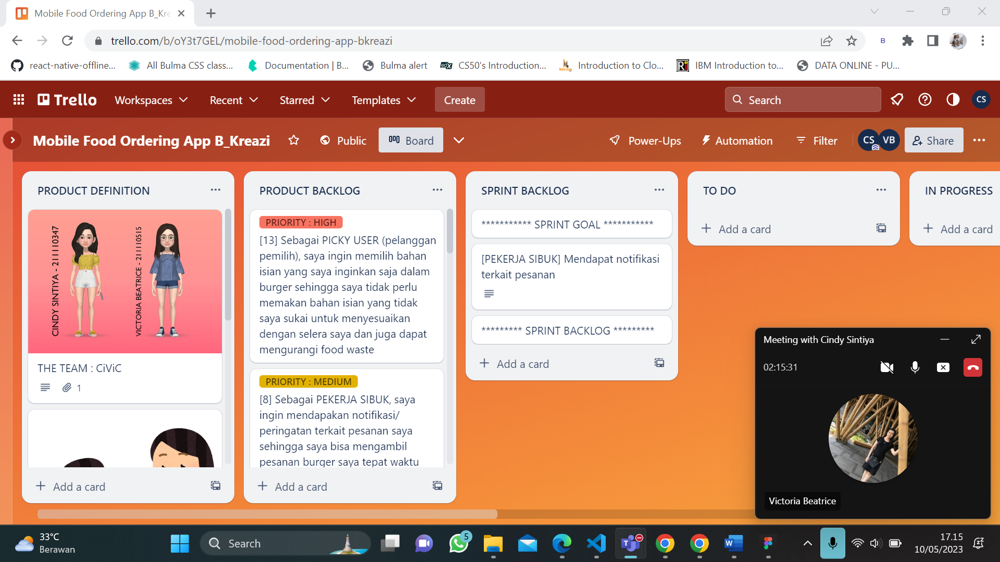 Mobile Food Ordering App B_Kre
trello.com/b/oY3t7GEL/mobile-food-ordering-app-bkreazi
B
react-native-offline...
All Bulma CSS class...
Documentation | B...
Bulma alert
edX
CS50's Introduction...
Introduction to Clo...
IBM Introduction to...
DATA ONLINE - PU...
Trello
Workspaces
Recent
Starred
Templates
Create
Search
CS
Mobile Food Ordering App B_Kreazi
Public
Board
Power-Ups
Automation
Filter
CS
VB
Share
PRODUCT DEFINITION
CINDY SINTIYA - 211110347
VICTORIA BEATRICE - 211110515
THE TEAM : CiViC
1
Add a card
PRODUCT BACKLOG
PRIORITY : HIGH
[13] Sebagai PICKY USER (pelanggan
pemilih), saya ingin memilih bahan
isian yang saya inginkan saja dalam
burger sehingga saya tidak perlu
memakan bahan isian yang tidak
saya sukai untuk menyesuaikan
dengan selera saya dan juga dapat
mengurangi food waste
PRIORITY : MEDIUM
[8] Sebagai PEKERJA SIBUK, saya
ingin mendapakan notifikasi/
peringatan terkait pesanan saya
sehingga saya bisa mengambil
pesanan burger saya tepat waktu
Add a card
SPRINT BACKLOG
*********** SPRINT GOAL ***********
[PEKERJA SIBUK] Mendapat notifikasi
terkait pesanan
********* SPRINT BACKLOG *********
Add a card
TO DO
Add a card
IN PROGRESS
Add a card
Meeting with Cindy Sintiya
02:15:31
Victoria Beatrice
33°C
Berawan
Search
5
17.15
10/05/2023